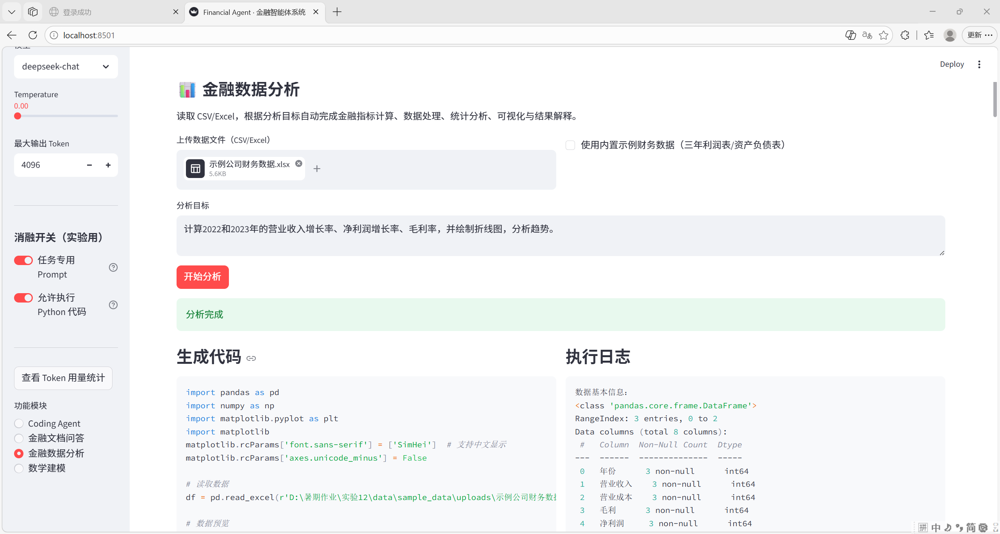 登录成功
Financial Agent · 金融智能体系统
localhost:8501
更新
deepseek-chat
Temperature
0.00
最大输出 Token
4096
消融开关（实验用）
任务专用
Prompt
允许执行
Python 代码
查看 Token 用量统计
功能模块
Coding Agent
金融文档问答
金融数据分析
数学建模
Deploy
金融数据分析
读取 CSV/Excel，根据分析目标自动完成金融指标计算、数据处理、统计分析、可视化与结果解释。
上传数据文件（CSV/Excel）
示例公司财务数据.xlsx
5.6KB
使用内置示例财务数据（三年利润表/资产负债表）
分析目标
计算2022和2023年的营业收入增长率、净利润增长率、毛利率，并绘制折线图，分析趋势。
开始分析
分析完成
生成代码
import pandas as pd
import numpy as np
import matplotlib.pyplot as plt
import matplotlib
matplotlib.rcParams['font.sans-serif'] = ['SimHei']  # 支持中文显示
matplotlib.rcParams['axes.unicode_minus'] = False
# 读取数据
df = pd.read_excel(r'D:\暑期作业\实验12\data\sample_data\uploads\示例公司财务数
# 数据预览
执行日志
数据基本信息：
<class 'pandas.core.frame.DataFrame'>
RangeIndex: 3 entries, 0 to 2
Data columns (total 8 columns):
 #   Column  Non-Null Count  Dtype
---  ------  --------------  -----
 0   年份      3 non-null      int64
 1   营业收入    3 non-null      int64
 2   营业成本    3 non-null      int64
 3   毛利      3 non-null      int64
 4   净利润     3 non-null      int64
拼 中 简